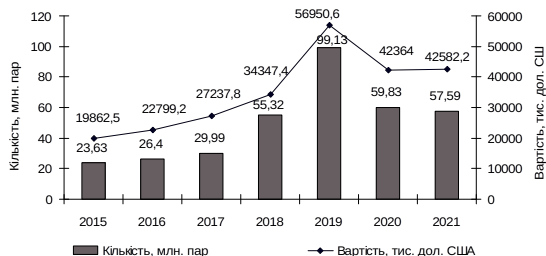 56950,6
120 60000
99,13
100 50000
42364 42582,2
34347,4
80 40000
27237,8
22799,2 59,83 57,59
60 55,32 30000
19862,5
40 29,99 20000
23,63 26,4
20 10000
0 0
2015 2016 2017 2018 2019 2020 2021
Кількість, млн. пар
Вартість, тис. дол. СШ
Кількість, млн. пар Вартість, тис. дол. США